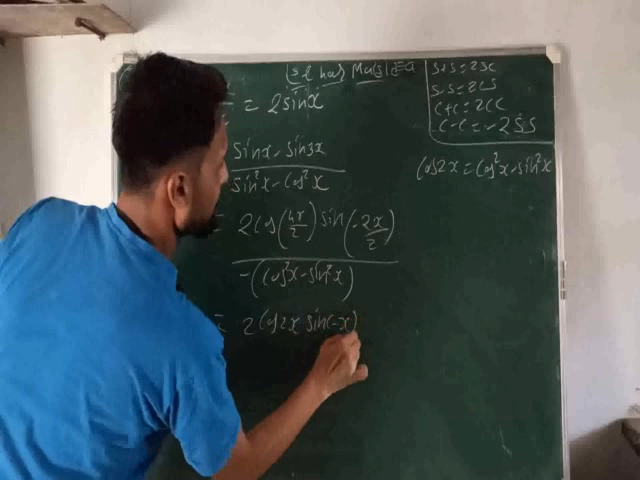 = 2sinx
sinx - sin3x
sin²x - Cos²x
= 2Cos(4x/2) sin(-2x/2)
-(Cos²x - sin²x)
= 2Cos2x sin(-x)
S+S=2SC
S-S=2CS
C+C=2CC
C-C=-2SS
Cos2x = Cos²x - sin²x